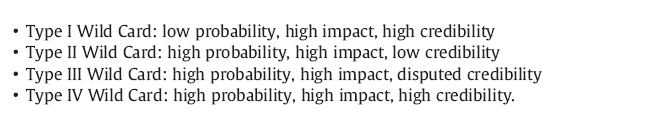 • Type I Wild Card: low probability, high impact, high credibility
• Type II Wild Card: high probability, high impact, low credibility
• Type III Wild Card: high probability, high impact, disputed credibility
• Type IV Wild Card: high probability, high impact, high credibility.